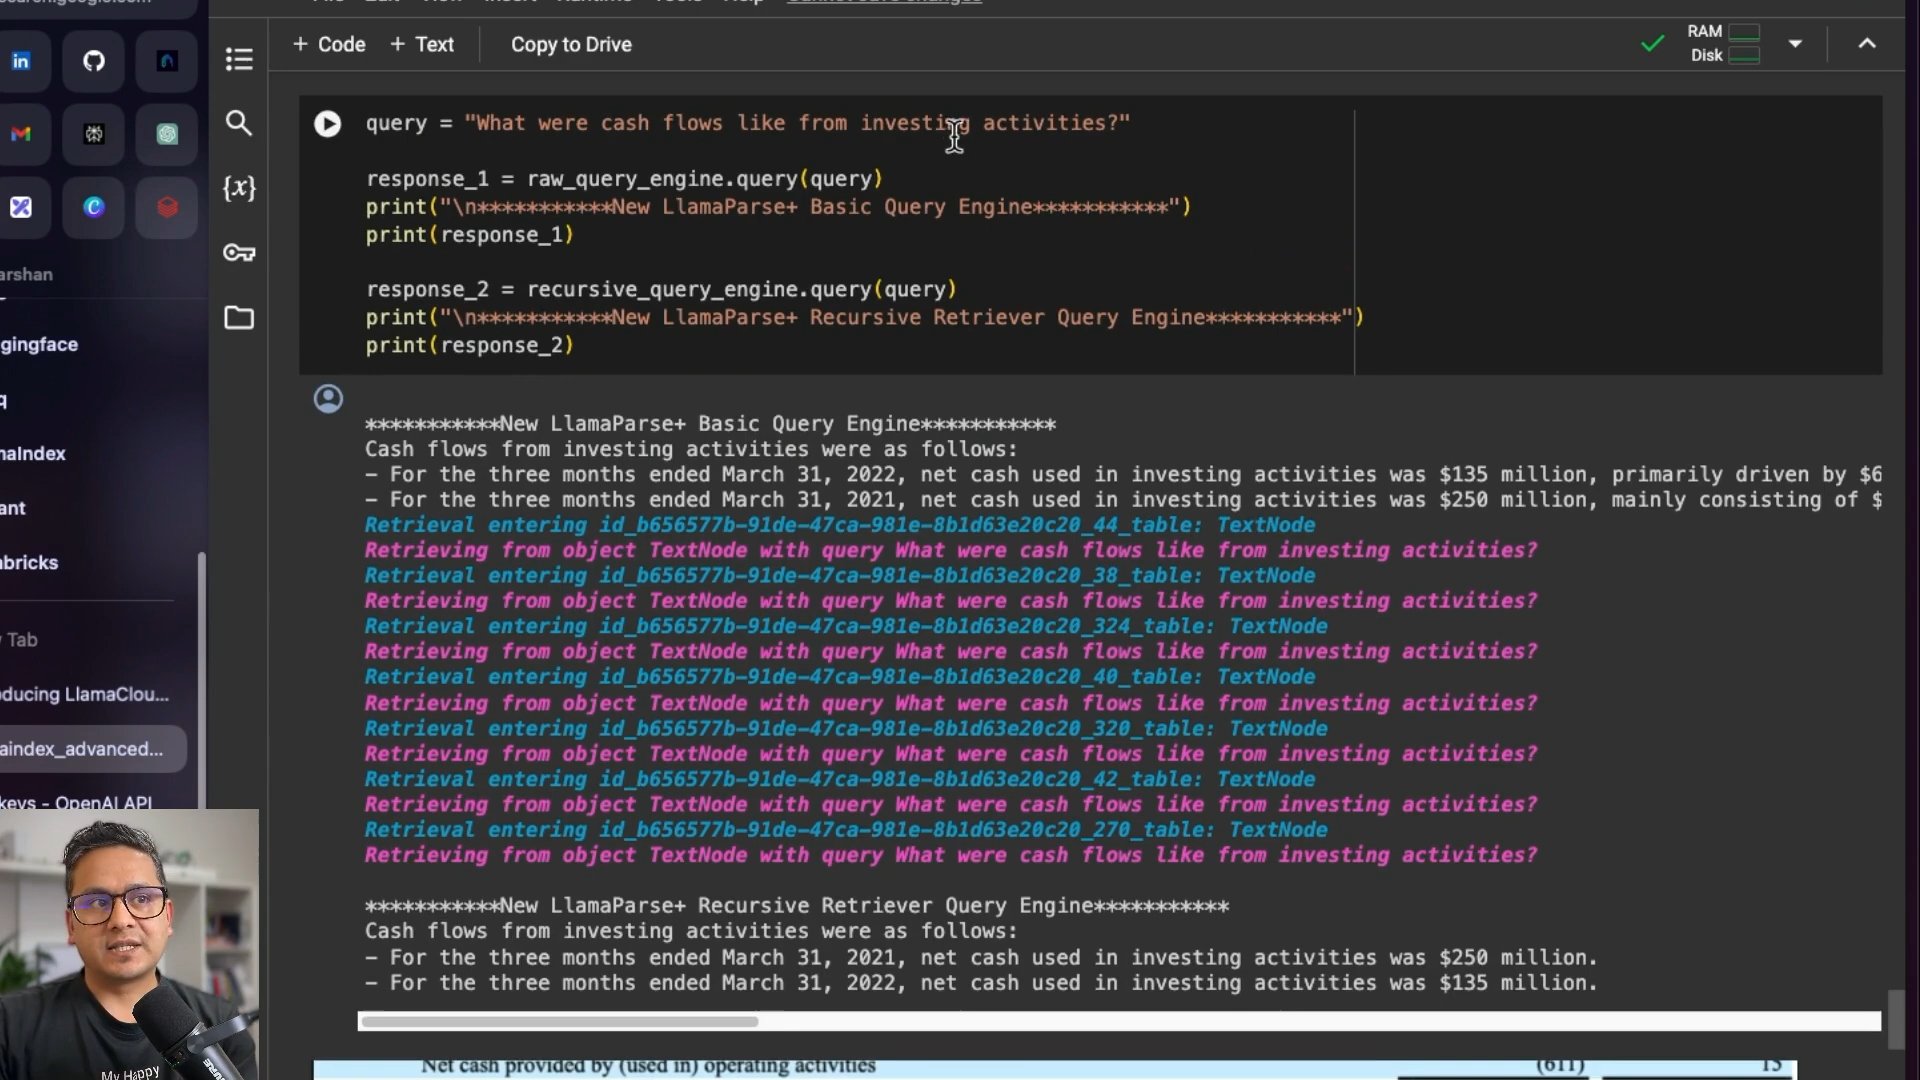 + Code
+ Text
Copy to Drive
RAM
Disk
query = "What were cash flows like from investing activities?"
response_1 = raw_query_engine.query(query)
print("\n***********New LlamaParse+ Basic Query Engine***********")
print(response_1)
response_2 = recursive_query_engine.query(query)
print("\n***********New LlamaParse+ Recursive Retriever Query Engine***********")
print(response_2)
***********New LlamaParse+ Basic Query Engine***********
Cash flows from investing activities were as follows:
- For the three months ended March 31, 2022, net cash used in investing activities was $135 million, primarily driven by $6
- For the three months ended March 31, 2021, net cash used in investing activities was $250 million, mainly consisting of $
Retrieval entering id_b656577b-91de-47ca-981e-8b1d63e20c20_44_table: TextNode
Retrieving from object TextNode with query What were cash flows like from investing activities?
Retrieval entering id_b656577b-91de-47ca-981e-8b1d63e20c20_38_table: TextNode
Retrieving from object TextNode with query What were cash flows like from investing activities?
Retrieval entering id_b656577b-91de-47ca-981e-8b1d63e20c20_324_table: TextNode
Retrieving from object TextNode with query What were cash flows like from investing activities?
Retrieval entering id_b656577b-91de-47ca-981e-8b1d63e20c20_40_table: TextNode
Retrieving from object TextNode with query What were cash flows like from investing activities?
Retrieval entering id_b656577b-91de-47ca-981e-8b1d63e20c20_320_table: TextNode
Retrieving from object TextNode with query What were cash flows like from investing activities?
Retrieval entering id_b656577b-91de-47ca-981e-8b1d63e20c20_42_table: TextNode
Retrieving from object TextNode with query What were cash flows like from investing activities?
Retrieval entering id_b656577b-91de-47ca-981e-8b1d63e20c20_270_table: TextNode
Retrieving from object TextNode with query What were cash flows like from investing activities?
***********New LlamaParse+ Recursive Retriever Query Engine***********
Cash flows from investing activities were as follows:
- For the three months ended March 31, 2021, net cash used in investing activities was $250 million.
- For the three months ended March 31, 2022, net cash used in investing activities was $135 million.
Net cash provided by (used in) operating activities (611) 15
in
{x}
arshan
gingface
q
naIndex
ant
bricks
Tab
ducing LlamaClou...
aindex_advanced...
keys - OpenAI API
My Happy